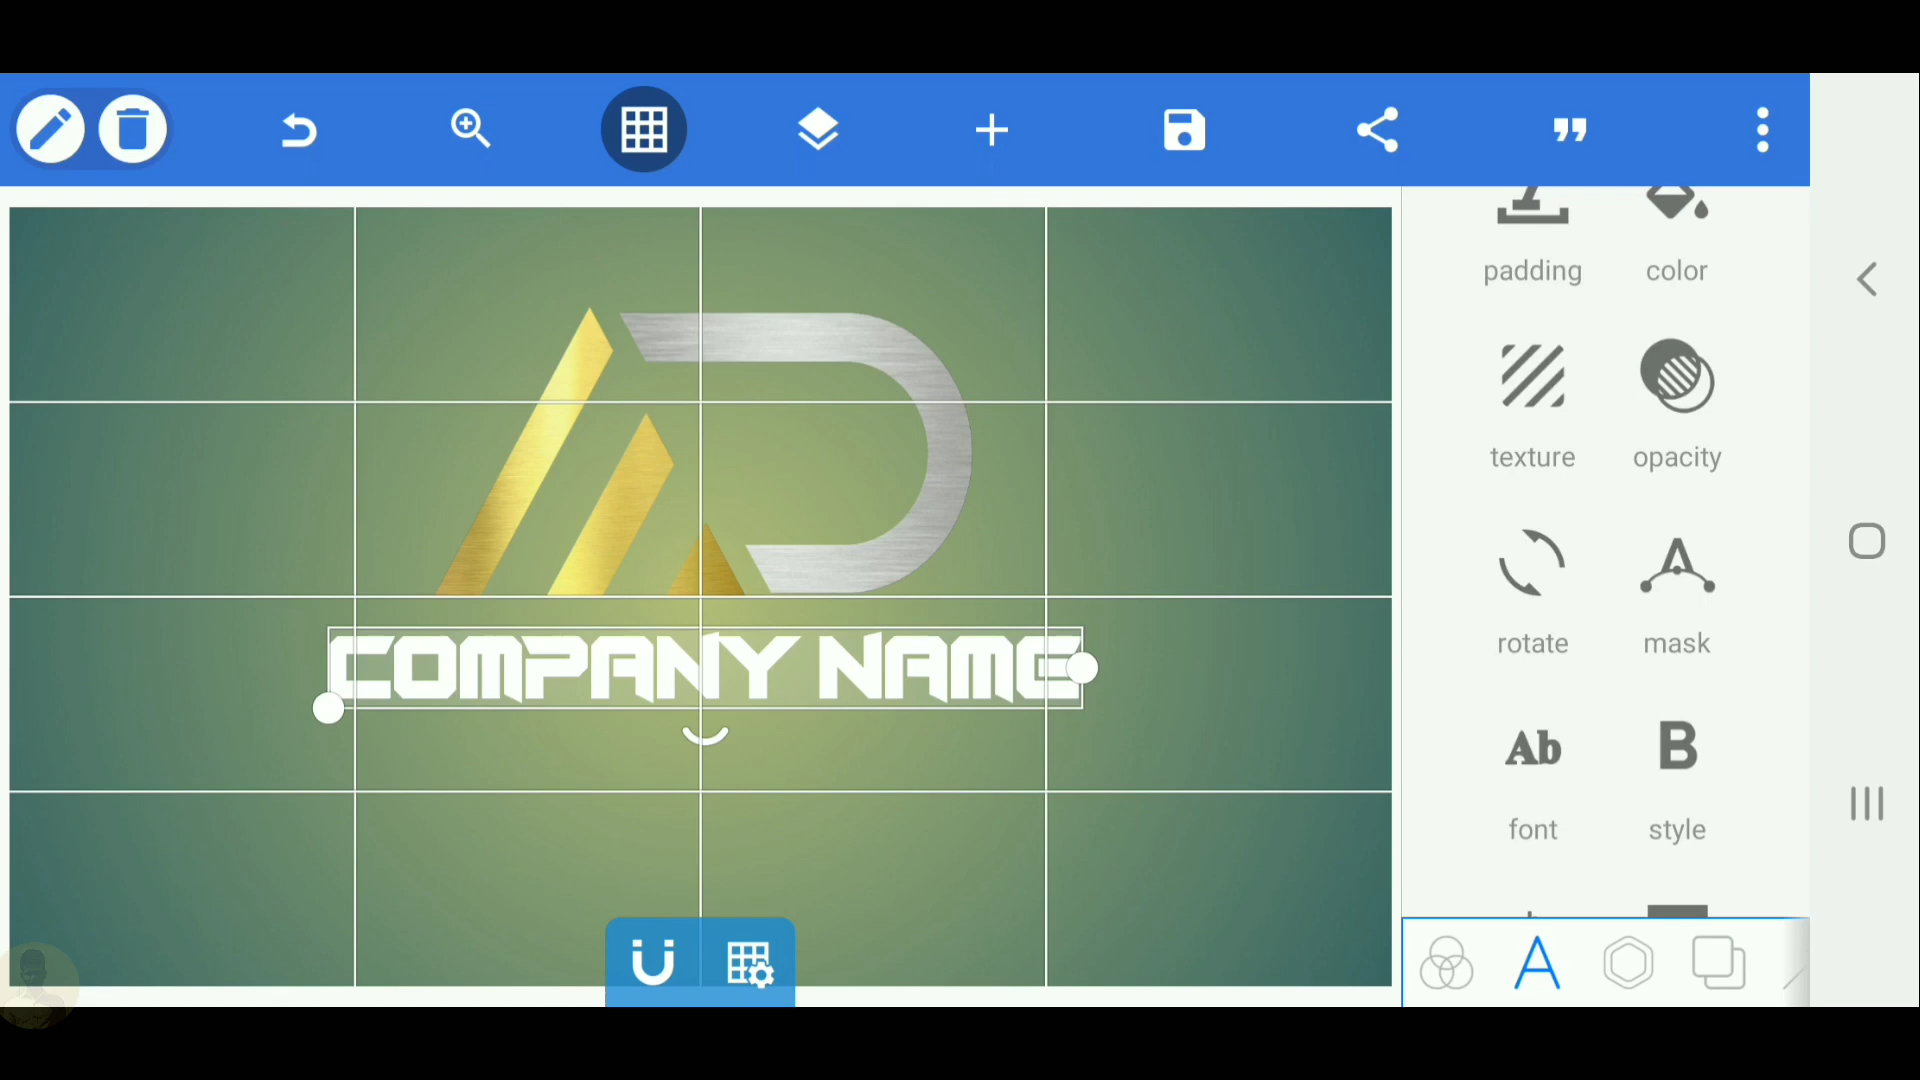 padding color
texture opacity
rotate mask
COMPANY NAME
Ab B
font style
A